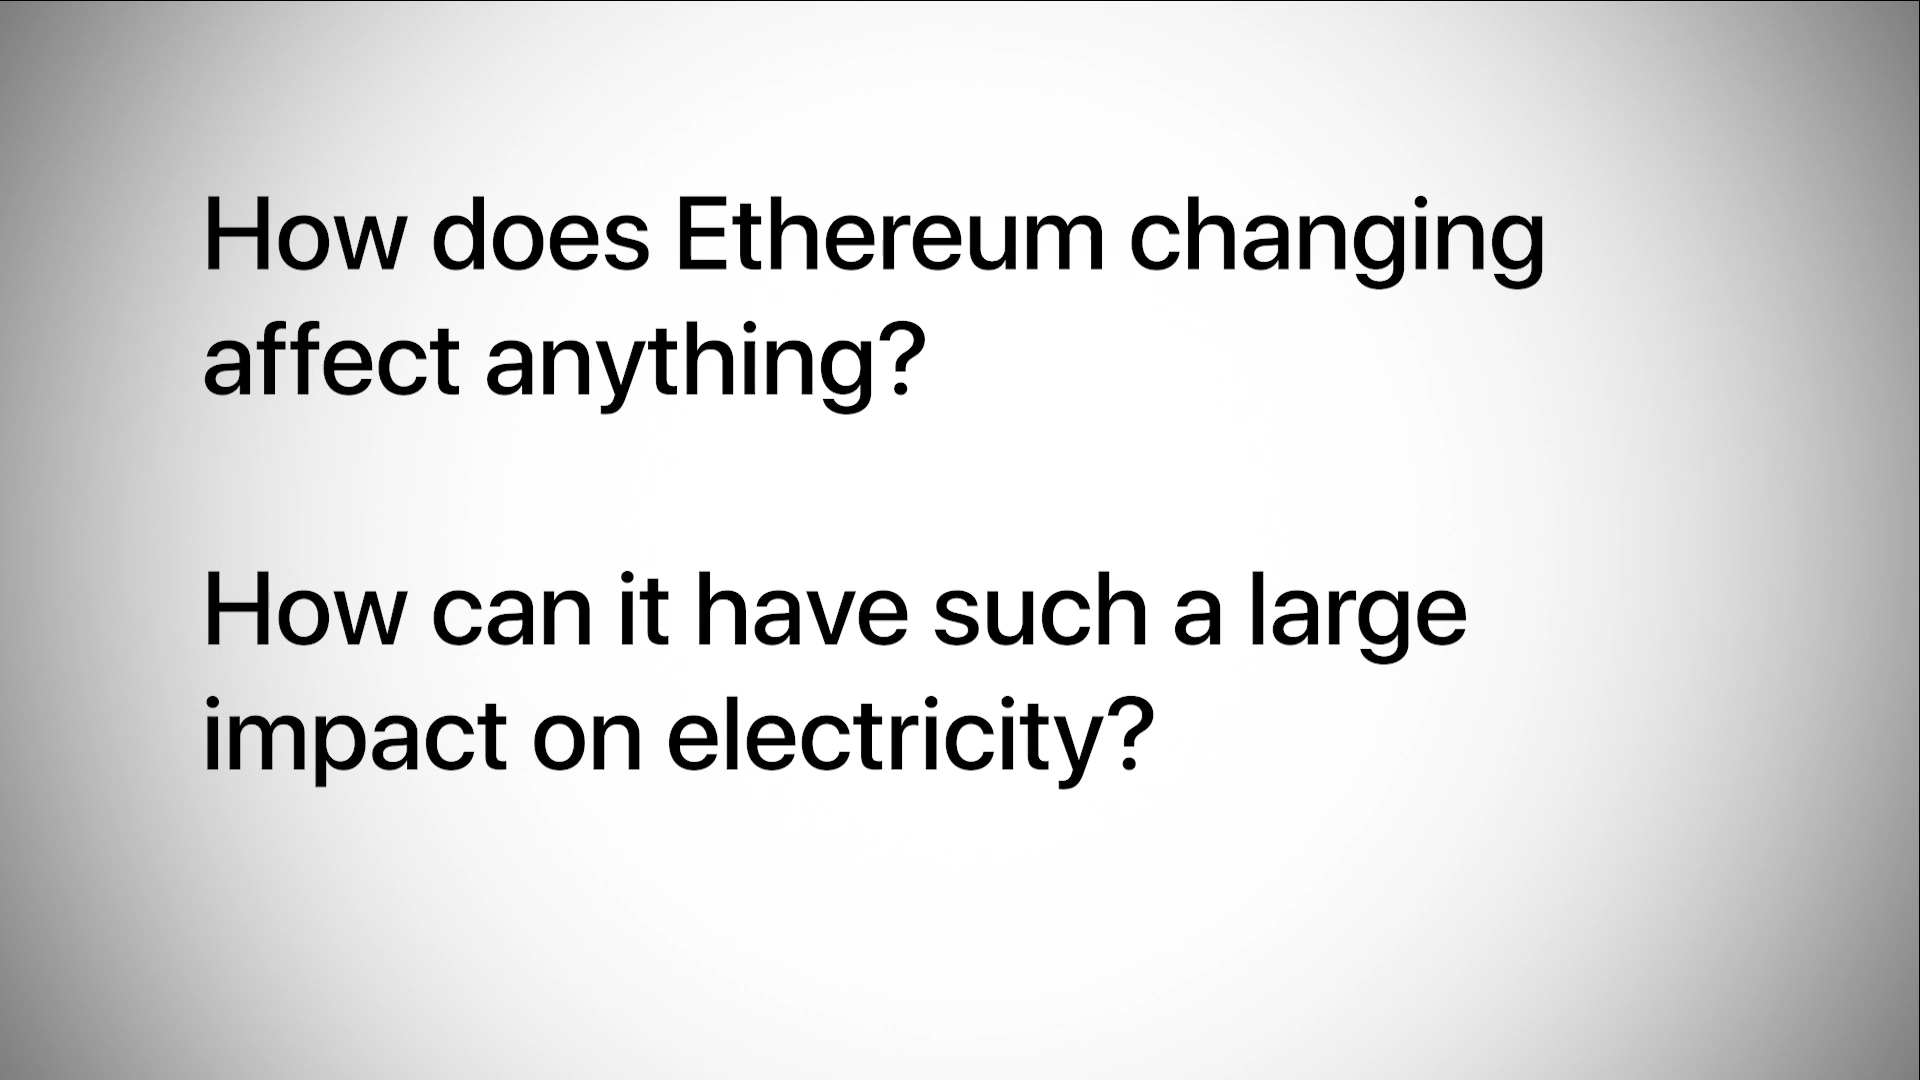 How does Ethereum changing
affect anything?
How can it have such a large
impact on electricity?